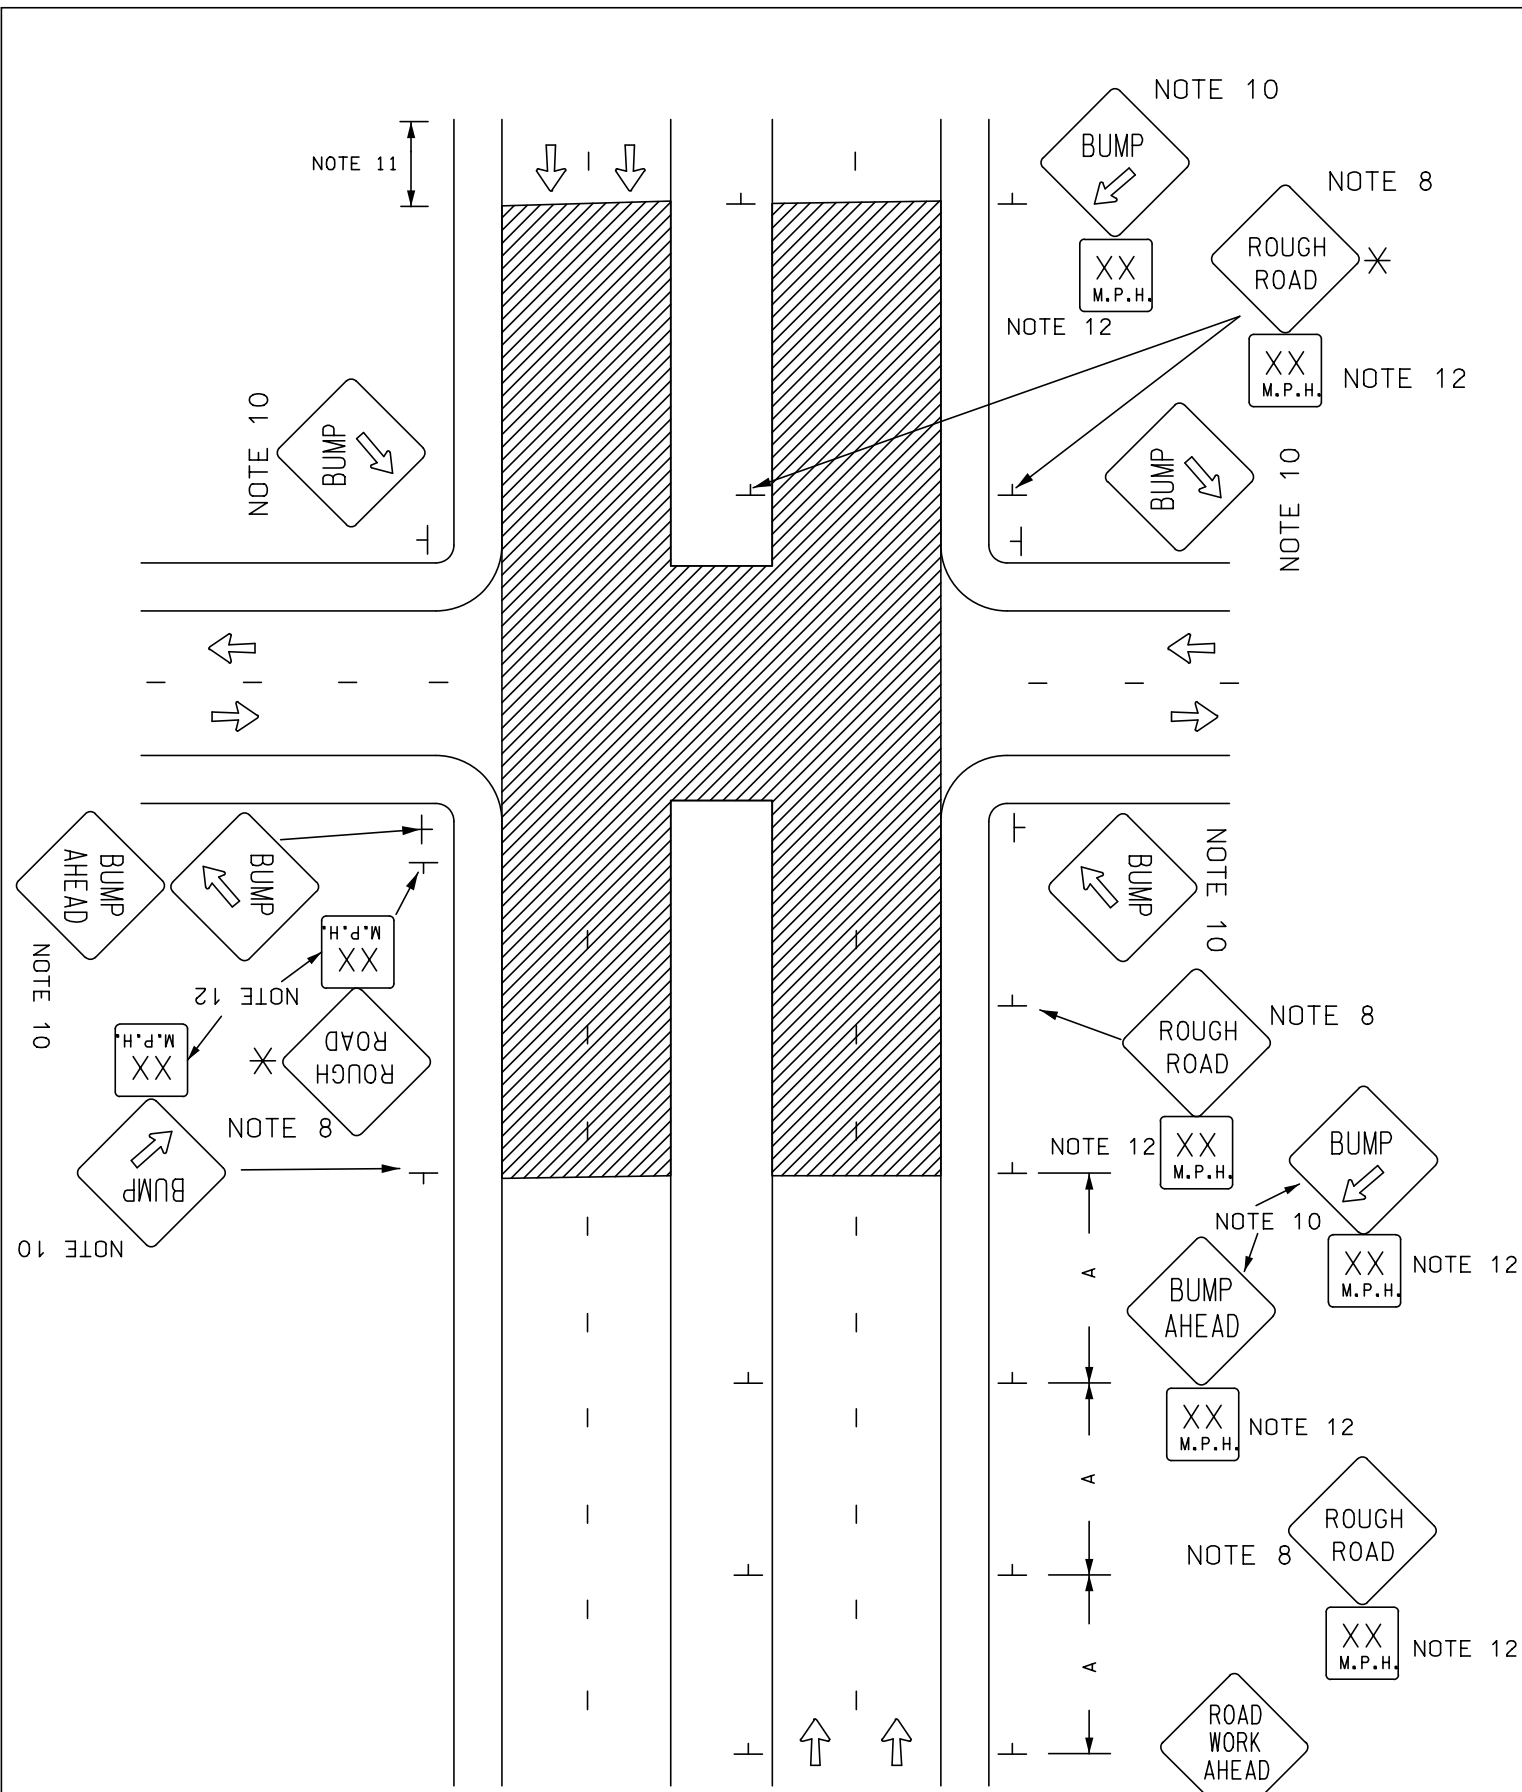 NOTE 10
BUMP
XX
M.P.H.
NOTE 12
NOTE 8
ROUGH
ROAD
*
XX
M.P.H.
NOTE 12
NOTE 11
NOTE 10
BUMP
BUMP
NOTE 10
BUMP
AHEAD
NOTE 10
BUMP
XX
M.P.H.
NOTE 12
ROUGH
ROAD
*
NOTE 8
XX
M.P.H.
BUMP
NOTE 10
BUMP
NOTE 10
ROUGH
ROAD
NOTE 8
NOTE 12
XX
M.P.H.
BUMP
NOTE 10
XX
M.P.H.
NOTE 12
A
BUMP
AHEAD
XX
M.P.H.
NOTE 12
A
ROUGH
ROAD
NOTE 8
XX
M.P.H.
NOTE 12
A
ROAD
WORK
AHEAD